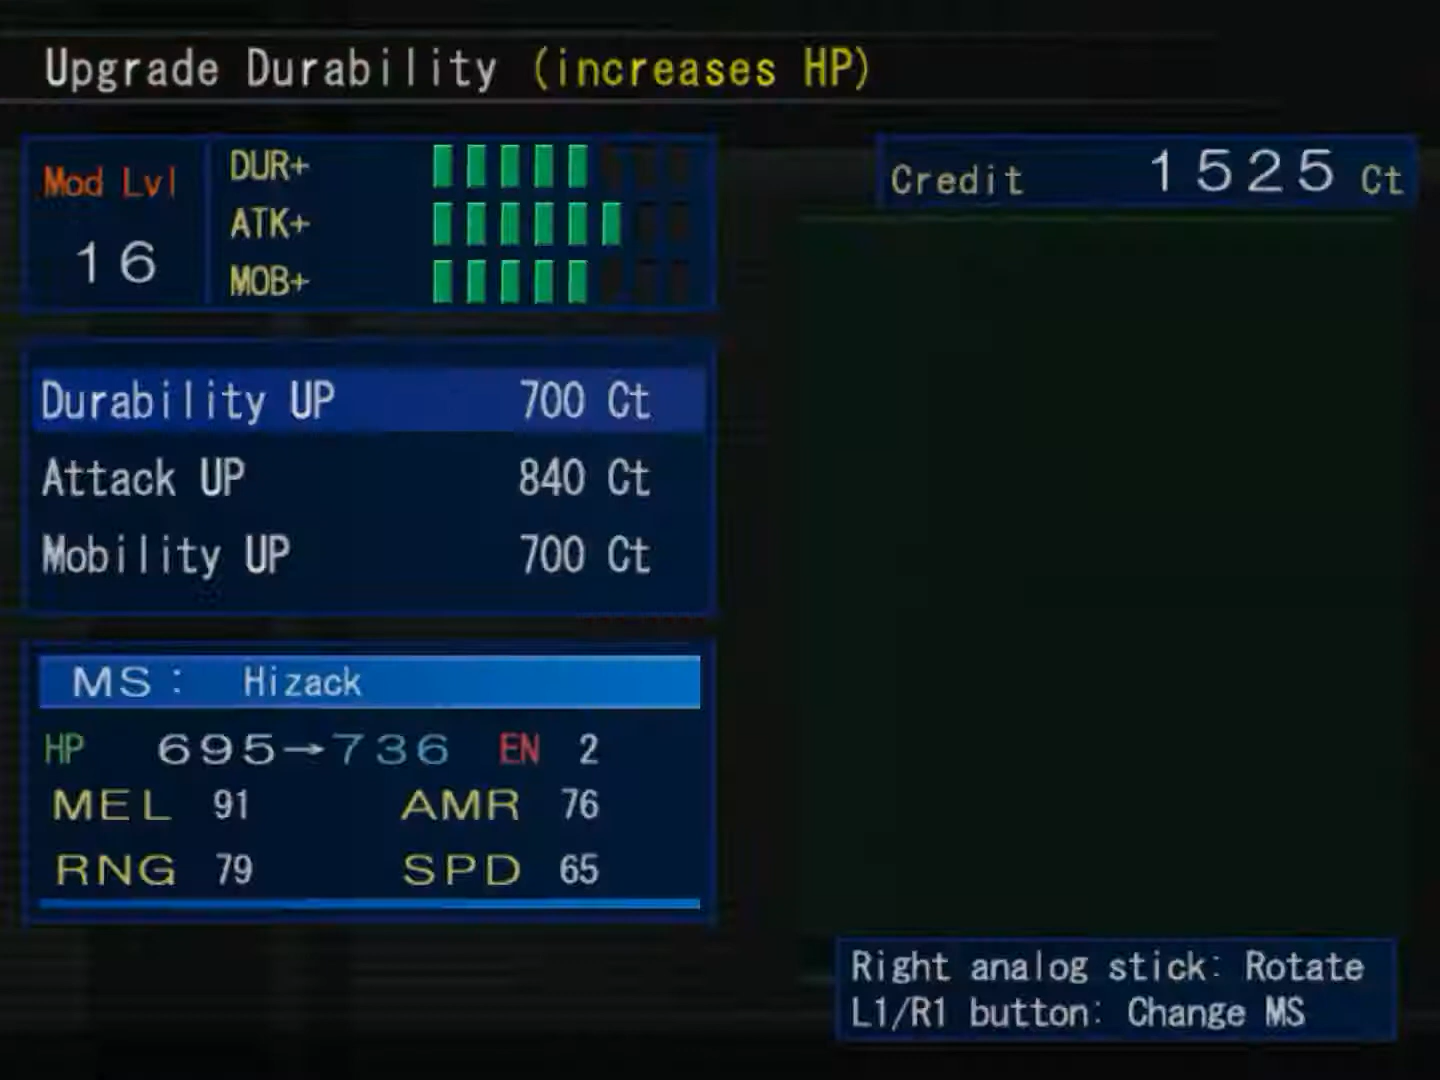 Upgrade Durability (increases HP)
Mod Lvl
16
DUR+
ATK+
MOB+
Credit 1525 Ct
Durability UP 700 Ct
Attack UP 840 Ct
Mobility UP 700 Ct
MS: Hizack
HP 695→736 EN 2
MEL 91 AMR 76
RNG 79 SPD 65
Right analog stick: Rotate
L1/R1 button: Change MS